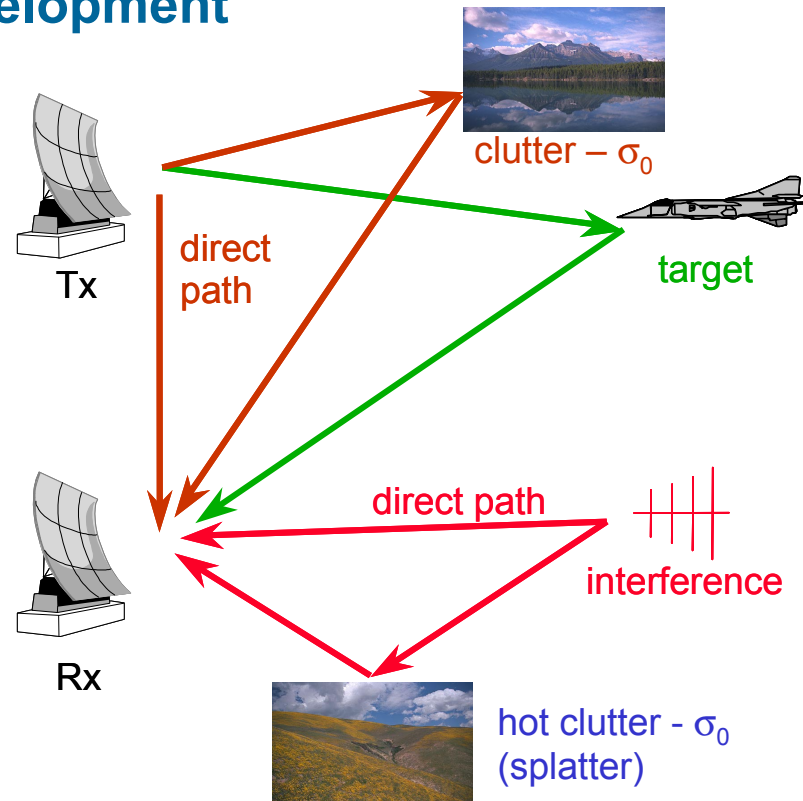 elopment
clutter – σ₀
direct
path
Tx
target
direct path
interference
Rx
hot clutter - σ₀
(splatter)